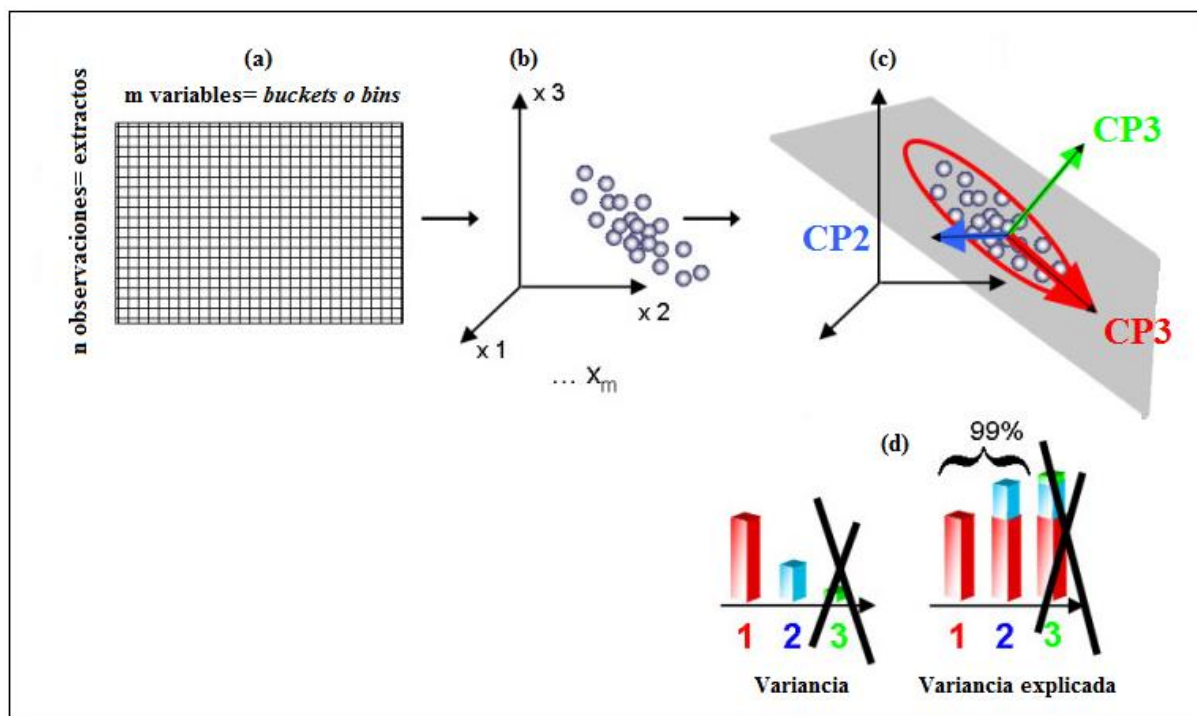 (a)
m variables= buckets o bins
n observaciones= extractos
(b)
x 3
x 2
x 1
... xm
(c)
CP3
CP2
CP3
(d)
99%
1 2 3
Variancia
1 2 3
Variancia explicada